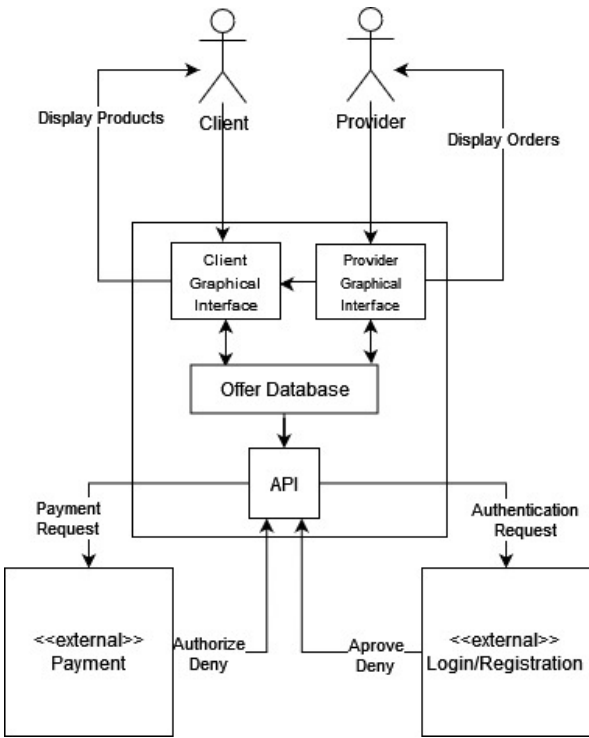 Display Products
Client
Provider
Display Orders
Client
Graphical
Interface
Provider
Graphical
Interface
Offer Database
API
Payment
Request
Authentication
Request
<<external>>
Payment
Authorize
Deny
Aprove
Deny
<<external>>
Login/Registration